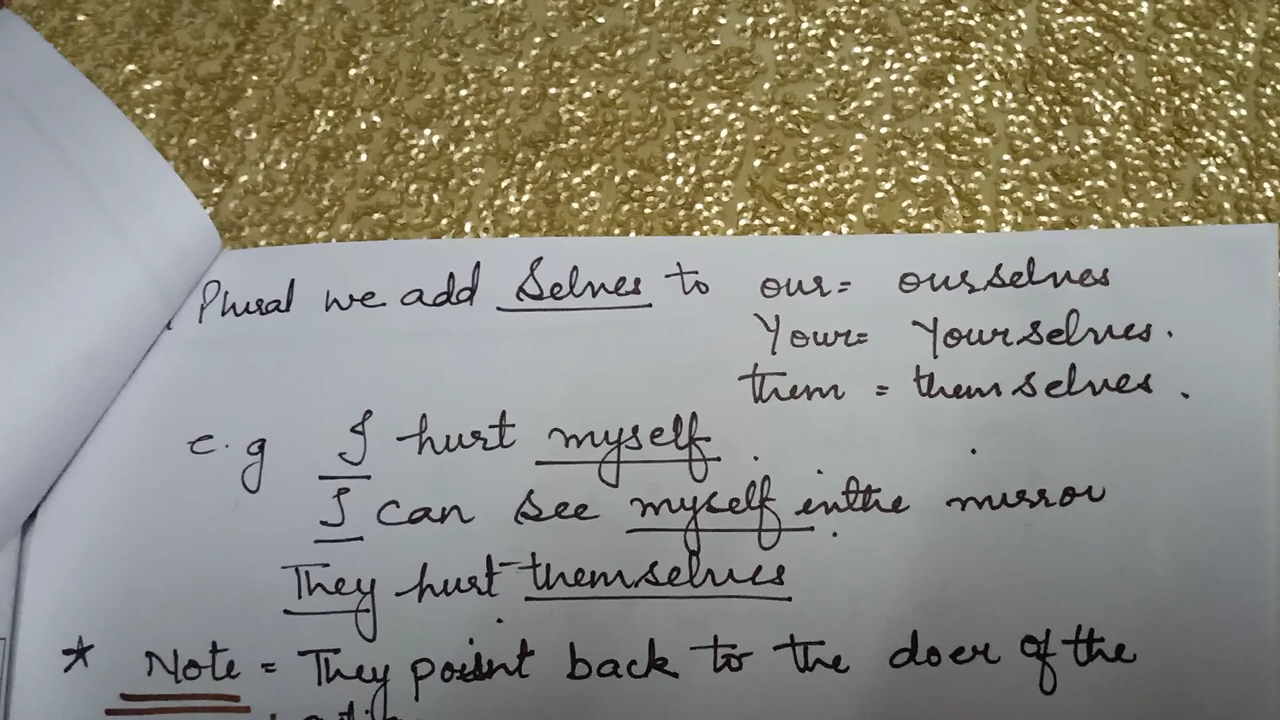 Plural we add Selves to our= ourselves
Your= Yourselves.
them = themselves.
e.g I hurt myself.
I can see myself in the mirror
They hurt themselves
* Note = They point back to the doer of the